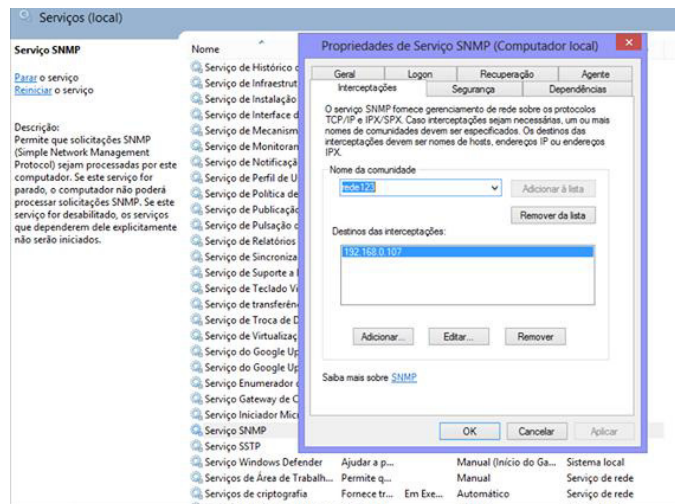 Serviços (local)
Serviço SNMP
Parar o serviço
Reiniciar o serviço
Descrição:
Permite que solicitações SNMP
(Simple Network Management
Protocol) sejam processadas por este
computador. Se este serviço for
parado, o computador não poderá
processar solicitações SNMP. Se este
serviço for desabilitado, os serviços
que dependerem dele explicitamente
não serão iniciados.
Nome
Serviço de Histórico
Serviço de Infraestrut
Serviço de Instalação
Serviço de Interface d
Serviço de Mecanism
Serviço de Monitoran
Serviço de Notificaçã
Serviço de Perfil de U
Serviço de Política de
Serviço de Publicação
Serviço de Pulsação
Serviço de Relatórios
Serviço de Sincroniza
Serviço de Suporte a
Serviço de Teclado Vi
Serviço de transferên
Serviço de Troca de D
Serviço de Virtualizaç
Serviço do Google Up
Serviço do Google Up
Serviço Enumerador
Serviço Gateway de C
Serviço Iniciador Micr
Serviço SNMP
Serviço SSTP
Serviço Windows Defender Ajuda a p... Manual (Início do Ga... Sistema local
Serviços de Área de Trabalh... Permite q... Manual Serviço de rede
Serviços de criptografia Fornece tr... Em Exe... Automático Serviço de rede
Propriedades de Serviço SNMP (Computador local)
Geral Logon Recuperação Agente
Interceptações Segurança Dependências
O serviço SNMP fornece gerenciamento de rede sobre os protocolos
TCP/IP e IPX/SPX. Caso interceptações sejam necessárias, um ou mais
nomes de comunidades devem ser especificados. Os destinos das
interceptações devem ser nomes de hosts, endereços IP ou endereços
IPX.
Nome da comunidade
rede123
Adicionar à lista
Remover da lista
Destinos das interceptações:
192.168.0.107
Adicionar... Editar... Remover
Saiba mais sobre SNMP
OK Cancelar Aplicar